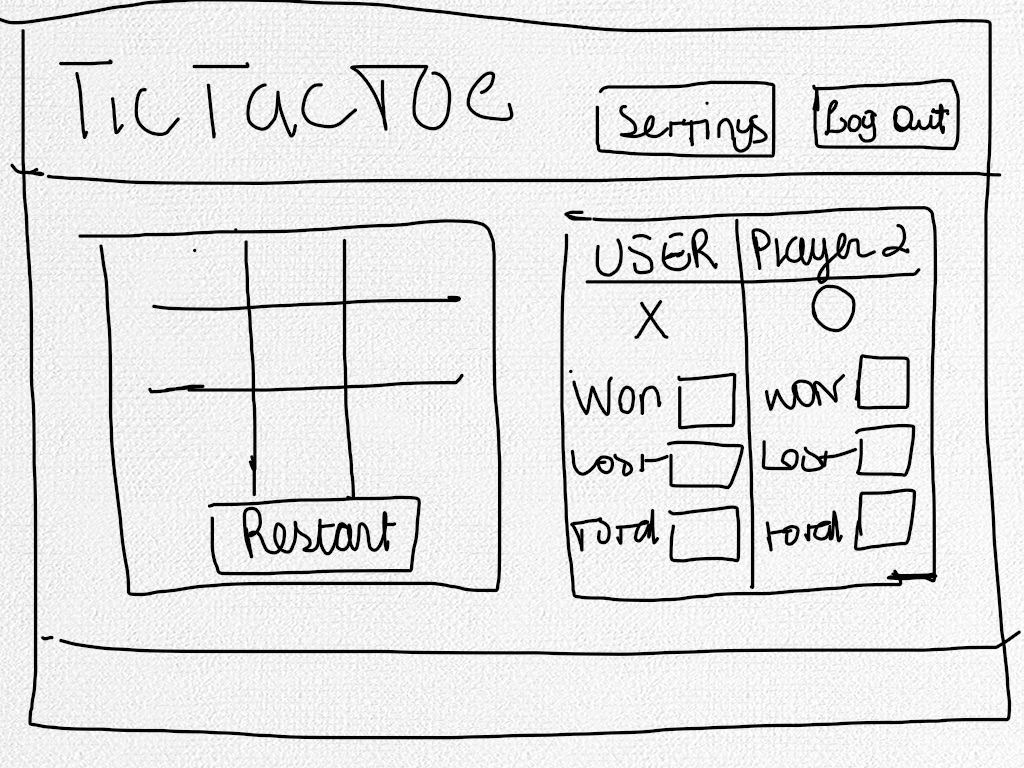 TicTacToe
Settings
Log Out
Restart
USER
Player 2
X
O
Won
won
Lost
Lost
Total
total